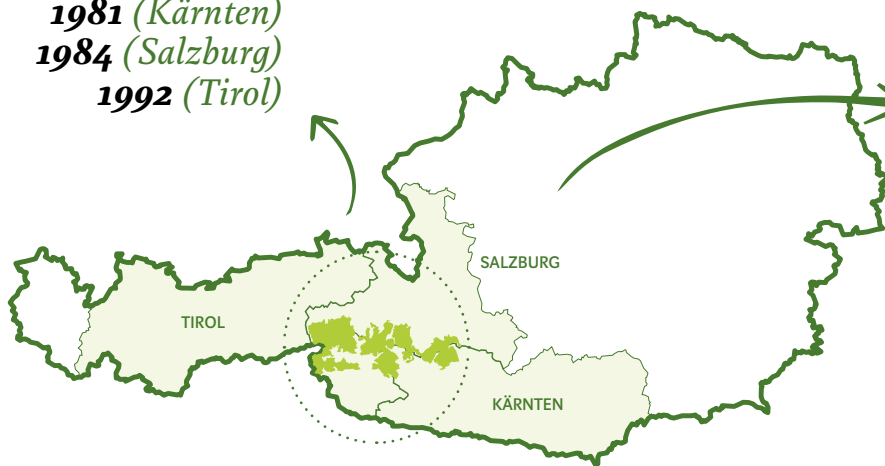 1981 (Kärnten)
1984 (Salzburg)
1992 (Tirol)
SALZBURG
TIROL
KÄRNTEN